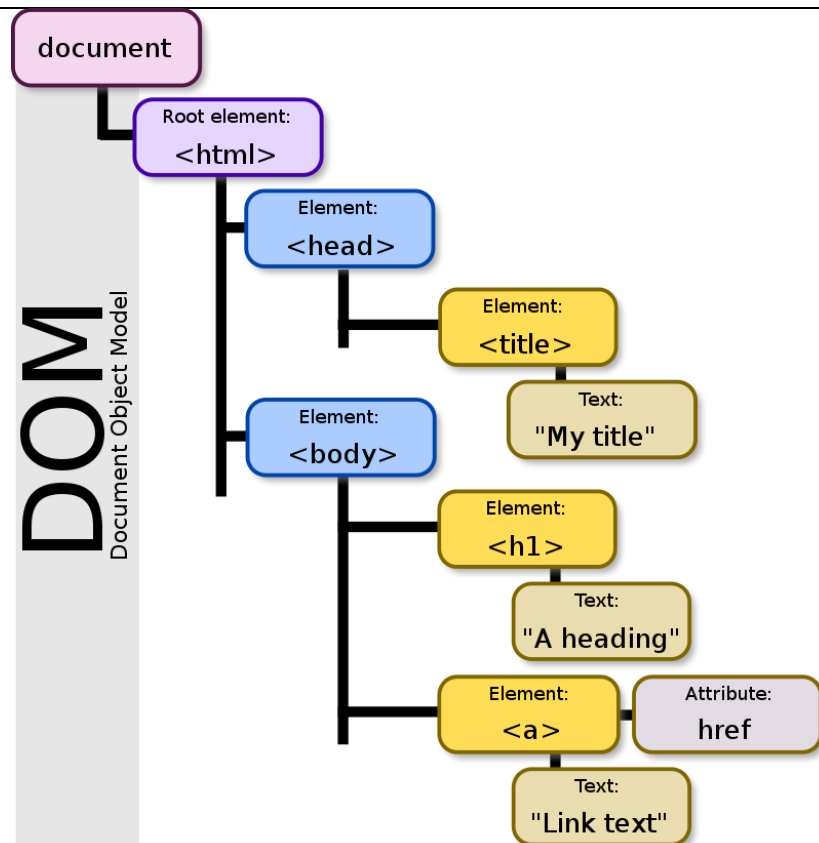 document
Root element:
<html>
Element:
<head>
Element:
<title>
Text:
"My title"
Element:
<body>
Element:
<h1>
Text:
"A heading"
Element:
<a>
Attribute:
href
Text:
"Link text"
DOM
Document Object Model